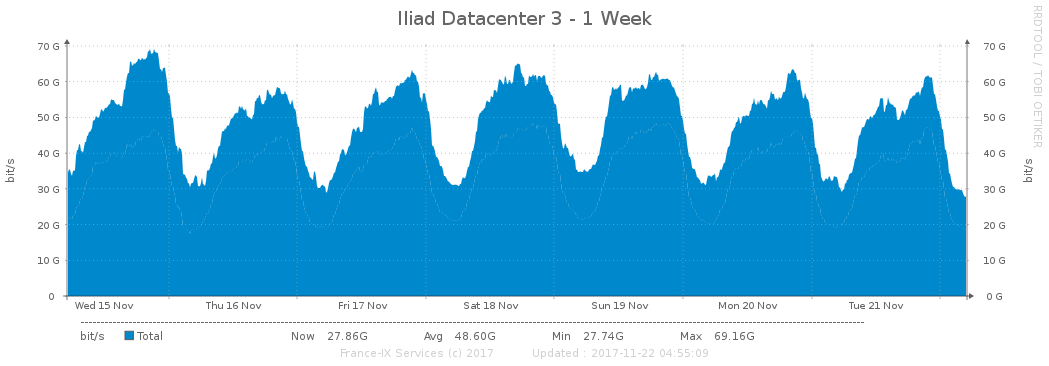 Iliad Datacenter 3 - 1 Week
RRDTOOL / TOBI OETIKER
70 G 70 G
60 G 60 G
50 G 50 G
40 G 40 G
30 G 30 G
20 G 20 G
10 G 10 G
0 0 G
bit/s bit/s
Wed 15 Nov Thu 16 Nov Fri 17 Nov Sat 18 Nov Sun 19 Nov Mon 20 Nov Tue 21 Nov
bit/s Total Now 27.86G Avg 48.60G Min 27.74G Max 69.16G
France-IX Services (c) 2017 Updated : 2017-11-22 04:55:09